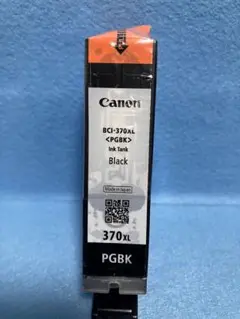 Canon
BCI-370XL
<PGBK>
Ink Tank
Black
Made in Japan
370XL
PGBK